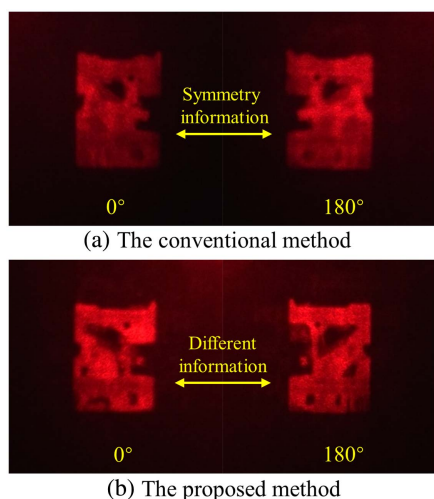 Symmetry
information
0°
180°
(a) The conventional method
Different
information
0°
180°
(b) The proposed method